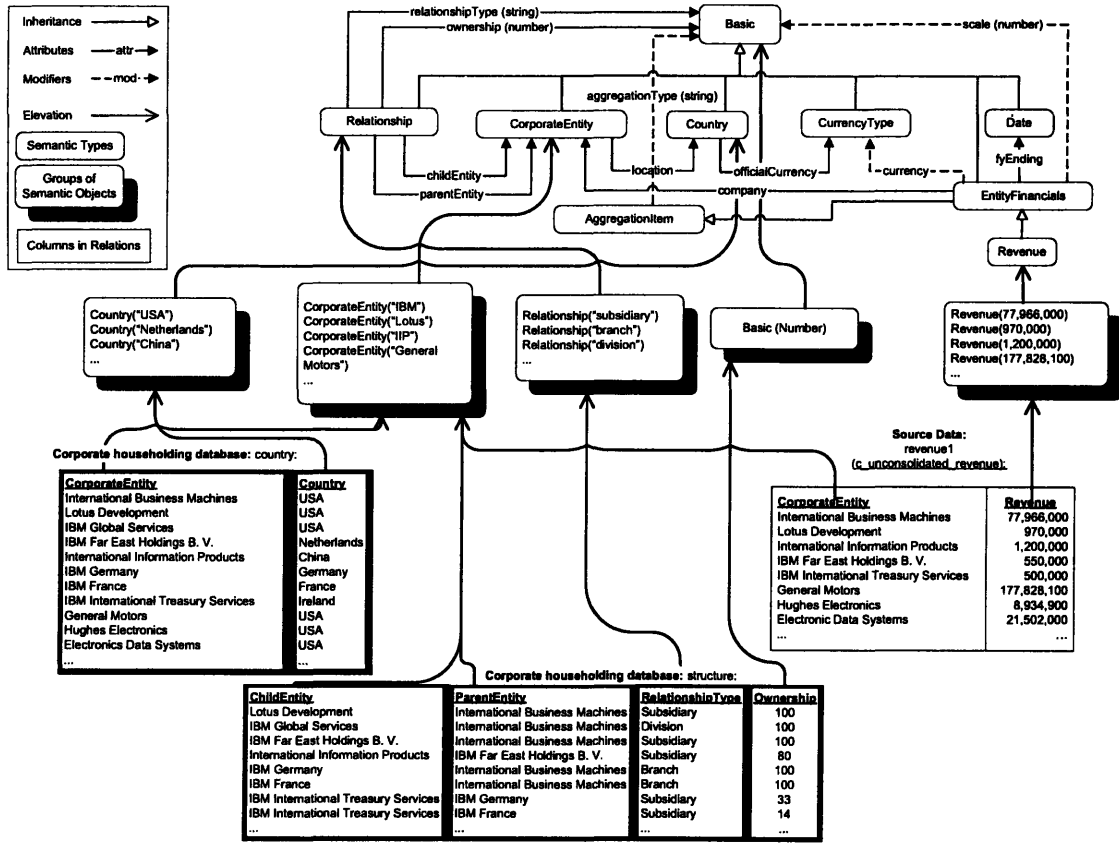 Inheritance
Attributes attr
Modifiers mod
Elevation
Semantic Types
Groups of
Semantic Objects
Columns in Relations
relationshipType (string)
ownership (number)
Basic
scale (number)
aggregationType (string)
Relationship
CorporateEntity
Country
CurrencyType
Date
childEntity
parentEntity
location
officialCurrency
currency
fyEnding
company
EntityFinancials
AggregationItem
Revenue
Country("USA")
Country("Netherlands")
Country("China")
...
CorporateEntity("IBM")
CorporateEntity("Lotus")
CorporateEntity("IIP")
CorporateEntity("General
Motors")
...
Relationship("subsidiary")
Relationship("branch")
Relationship("division")
...
Basic (Number)
Revenue(77,966,000)
Revenue(970,000)
Revenue(1,200,000)
Revenue(177,828,100)
...
Corporate householding database: country:
CorporateEntity Country
International Business Machines USA
Lotus Development USA
IBM Global Services USA
IBM Far East Holdings B. V. Netherlands
International Information Products China
IBM Germany Germany
IBM France France
IBM International Treasury Services Ireland
General Motors USA
Hughes Electronics USA
Electronics Data Systems USA
... ...
Source Data:
revenue1
(c_unconsolidated_revenue):
CorporateEntity Revenue
International Business Machines 77,966,000
Lotus Development 970,000
International Information Products 1,200,000
IBM Far East Holdings B. V. 550,000
IBM International Treasury Services 500,000
General Motors 177,828,100
Hughes Electronics 8,934,900
Electronic Data Systems 21,502,000
... ...
Corporate householding database: structure:
ChildEntity ParentEntity RelationshipType Ownership
Lotus Development International Business Machines Subsidiary 100
IBM Global Services International Business Machines Division 100
IBM Far East Holdings B. V. International Business Machines Subsidiary 100
International Information Products IBM Far East Holdings B. V. Subsidiary 80
IBM Germany International Business Machines Branch 100
IBM France International Business Machines Branch 100
IBM International Treasury Services IBM Germany Subsidiary 33
IBM International Treasury Services IBM France Subsidiary 14
... ... ... ...